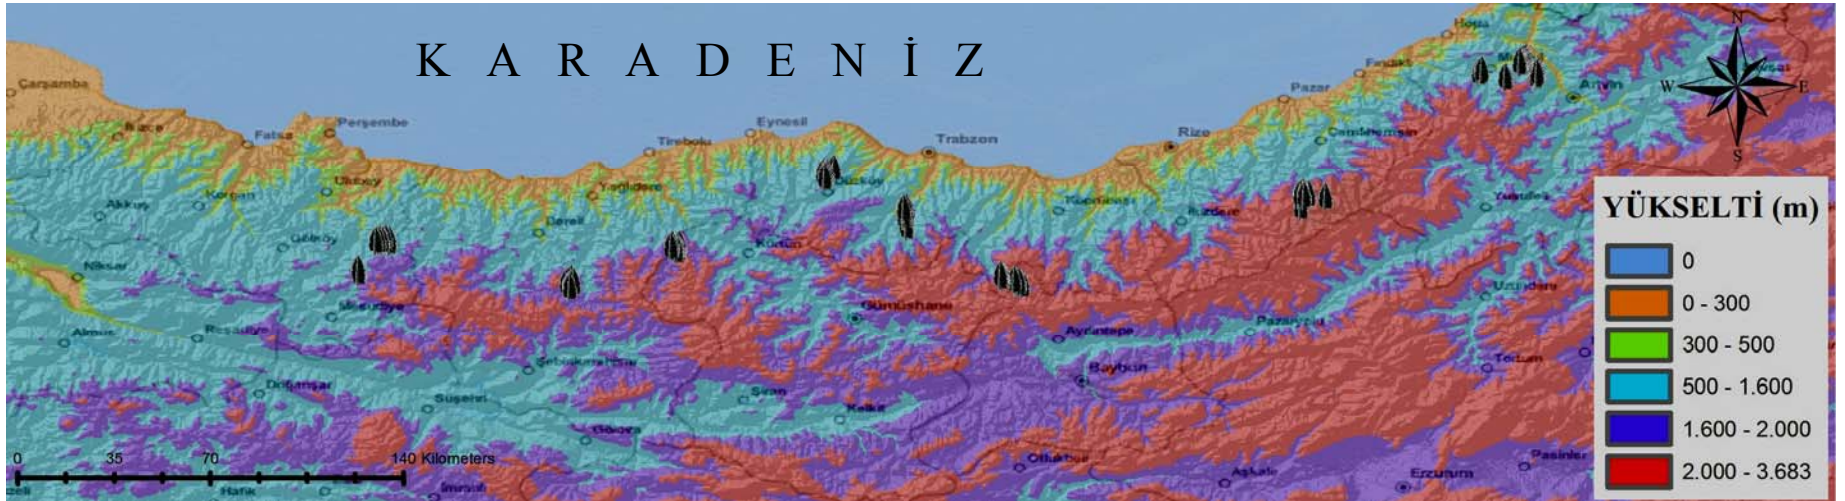 K A R A D E N İ Z
N
W
E
S
Hopa
Fındıklı
Pazar
Artvin
Çamlıhemşin
Rize
Trabzon
Eynesil
Tirebolu
Perşembe
Fatsa
Çarşamba
Ulubey
Korgan
Akkuş
Gölköy
Niksar
Yağlıdere
Dereli
Düzköy
Kürtün
Köprübaşı
İkizdere
Yusufeli
Uzundere
Mesudiye
Gümüşhane
Almus
Reşadiye
Aydıntepe
Pazaryolu
Şebinkarahisar
Tortum
Bayburt
Doğanşar
Suşehri
Şiran
Kelkit
Gölova
Otlukbeli
Aşkale
Erzurum
Pasinler
İmranlı
Hafik
YÜKSELTİ (m)
0
0 - 300
300 - 500
500 - 1.600
1.600 - 2.000
2.000 - 3.683
0 35 70 140 Kilometers